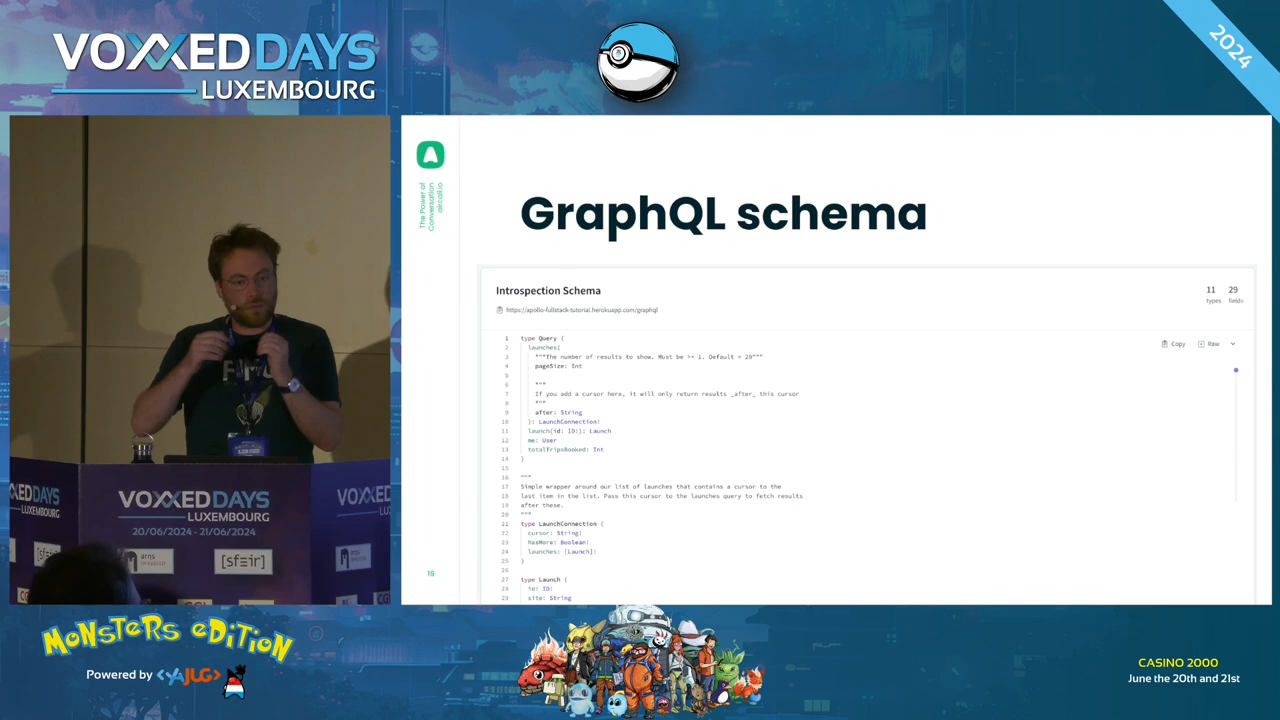 VOXXED DAYS
LUXEMBOURG
2024
The Power of
Conversation
aircall.io
GraphQL schema
Introspection Schema
https://apollo-fullstack-tutorial.herokuapp.com/graphql
11 29
types fields
Copy Raw
1 type Query {
2 launches(
3 """The number of results to show. Must be >= 1. Default = 20"""
4 pageSize: Int
5
6 """
7 If you add a cursor here, it will only return results _after_ this cursor
8 """
9 after: String
10 ): LaunchConnection!
11 launch(id: ID!): Launch
12 me: User
13 totalTripsBooked: Int
14 }
15
16 """
17 Simple wrapper around our list of launches that contains a cursor to the
18 last item in the list. Pass this cursor to the launches query to fetch results
19 after these.
20 """
21 type LaunchConnection {
22 cursor: String!
23 hasMore: Boolean!
24 launches: [Launch]!
25 }
26
27 type Launch {
28 id: ID!
29 site: String
19
VOXXED DAYS
LUXEMBOURG
20/06/2024 - 21/06/2024
[sfeir]
MONSTERS EDITION
Powered by <YAJUG>
CASINO 2000
June the 20th and 21st